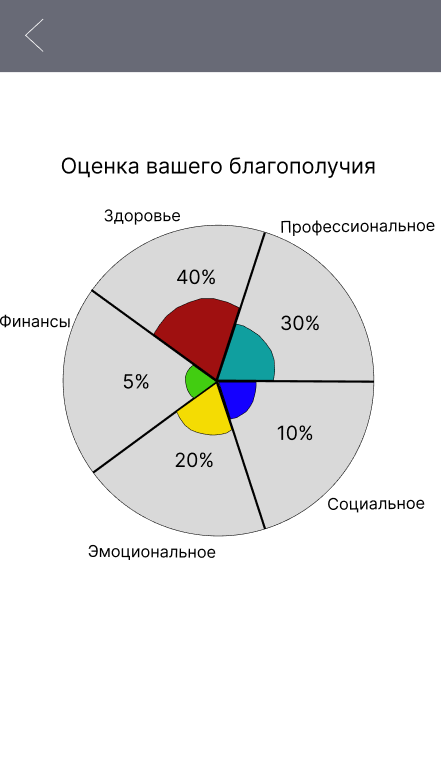 Оценка вашего благополучия
Здоровье
Профессиональное
40%
30%
Финансы
5%
10%
20%
Социальное
Эмоциональное